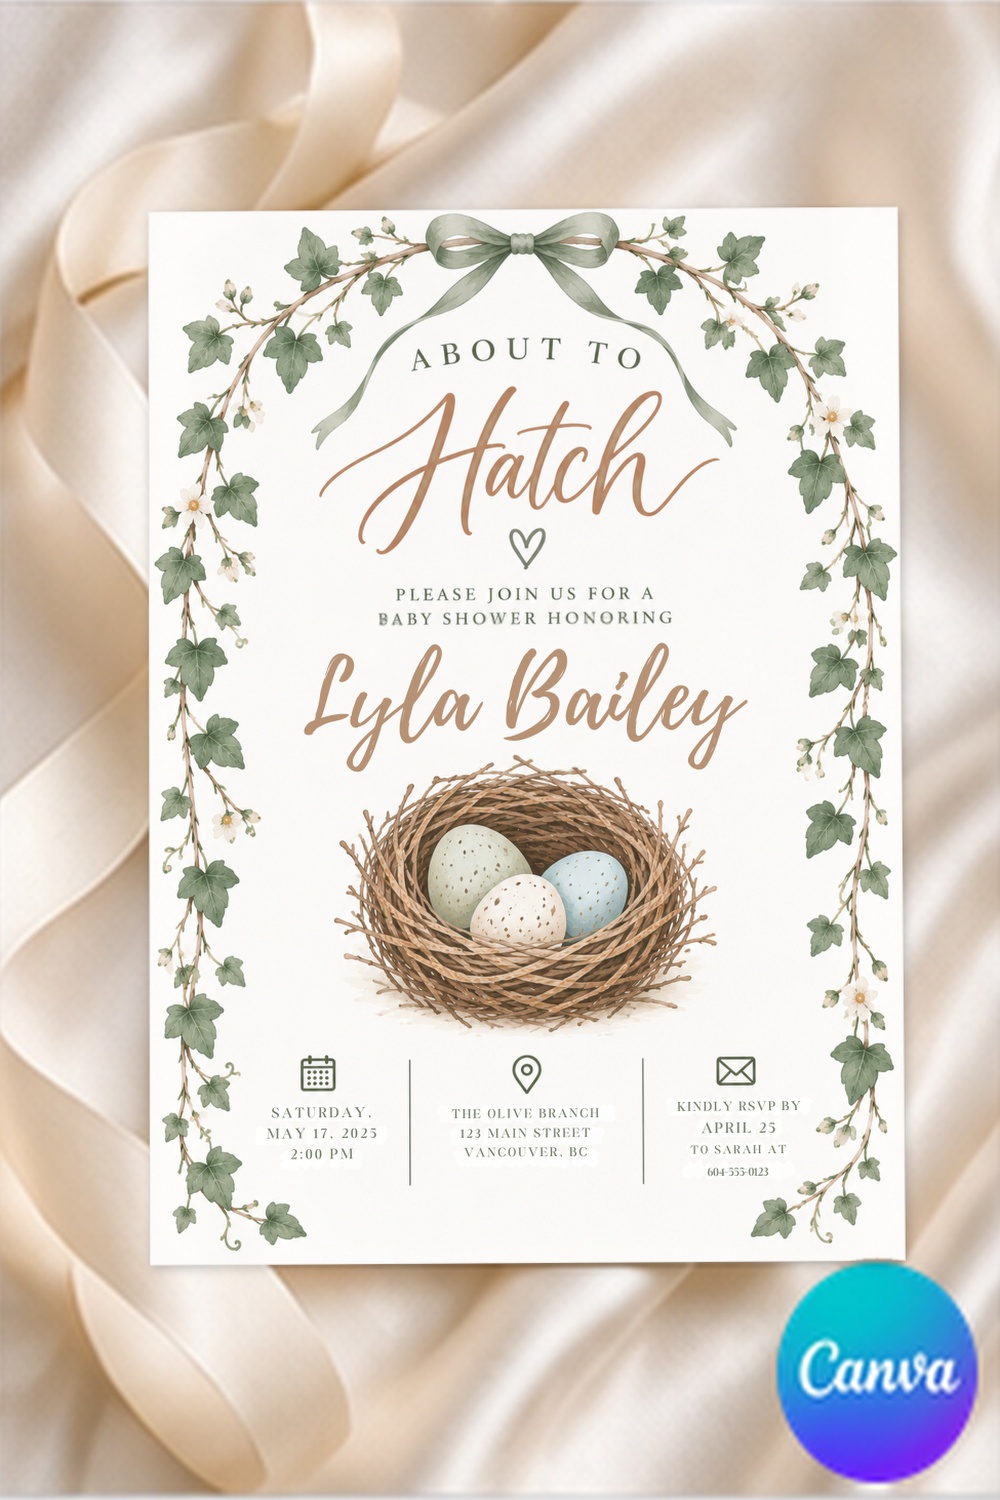 ABOUT TO
Hatch
PLEASE JOIN US FOR A
BABY SHOWER HONORING
Lyla Bailey
SATURDAY,
MAY 17, 2025
2:00 PM
THE OLIVE BRANCH
123 MAIN STREET
VANCOUVER, BC
KINDLY RSVP BY
APRIL 25
TO SARAH AT
604-555-0123
Canva